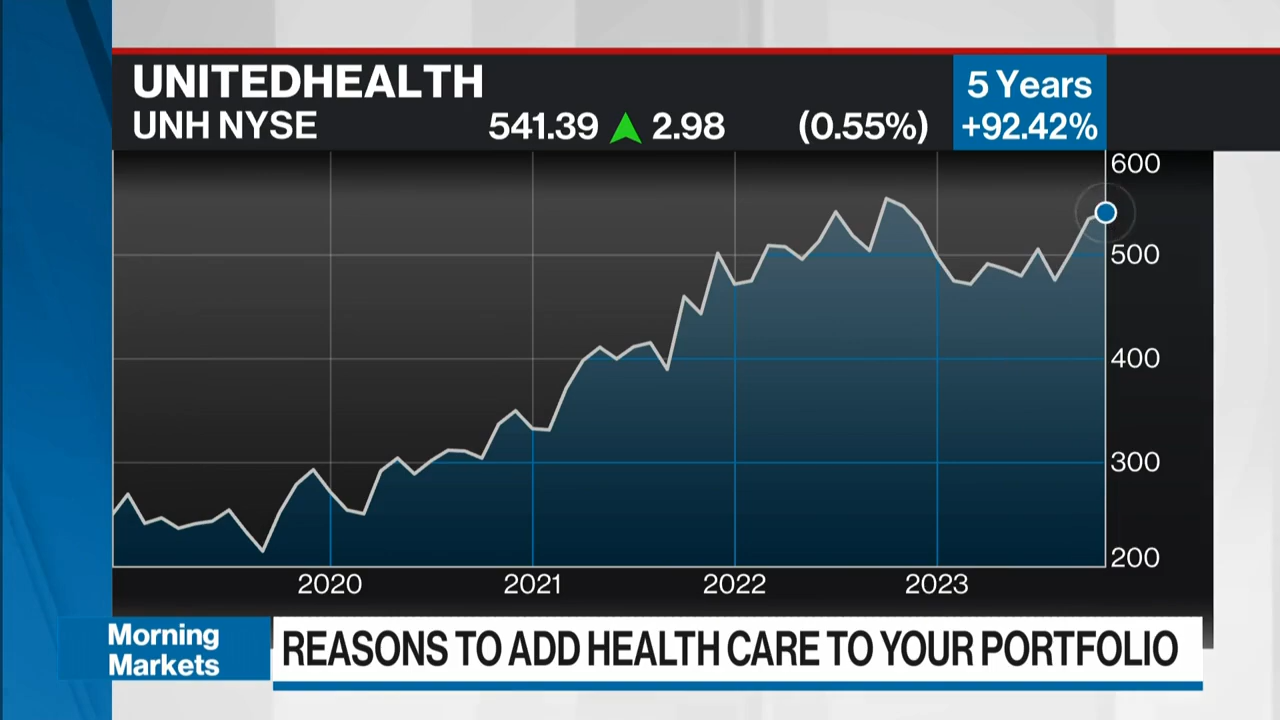 UNITEDHEALTH
UNH NYSE 541.39 2.98 (0.55%)
5 Years
+92.42%
600
500
400
300
200
2020 2021 2022 2023
Morning
Markets
REASONS TO ADD HEALTH CARE TO YOUR PORTFOLIO